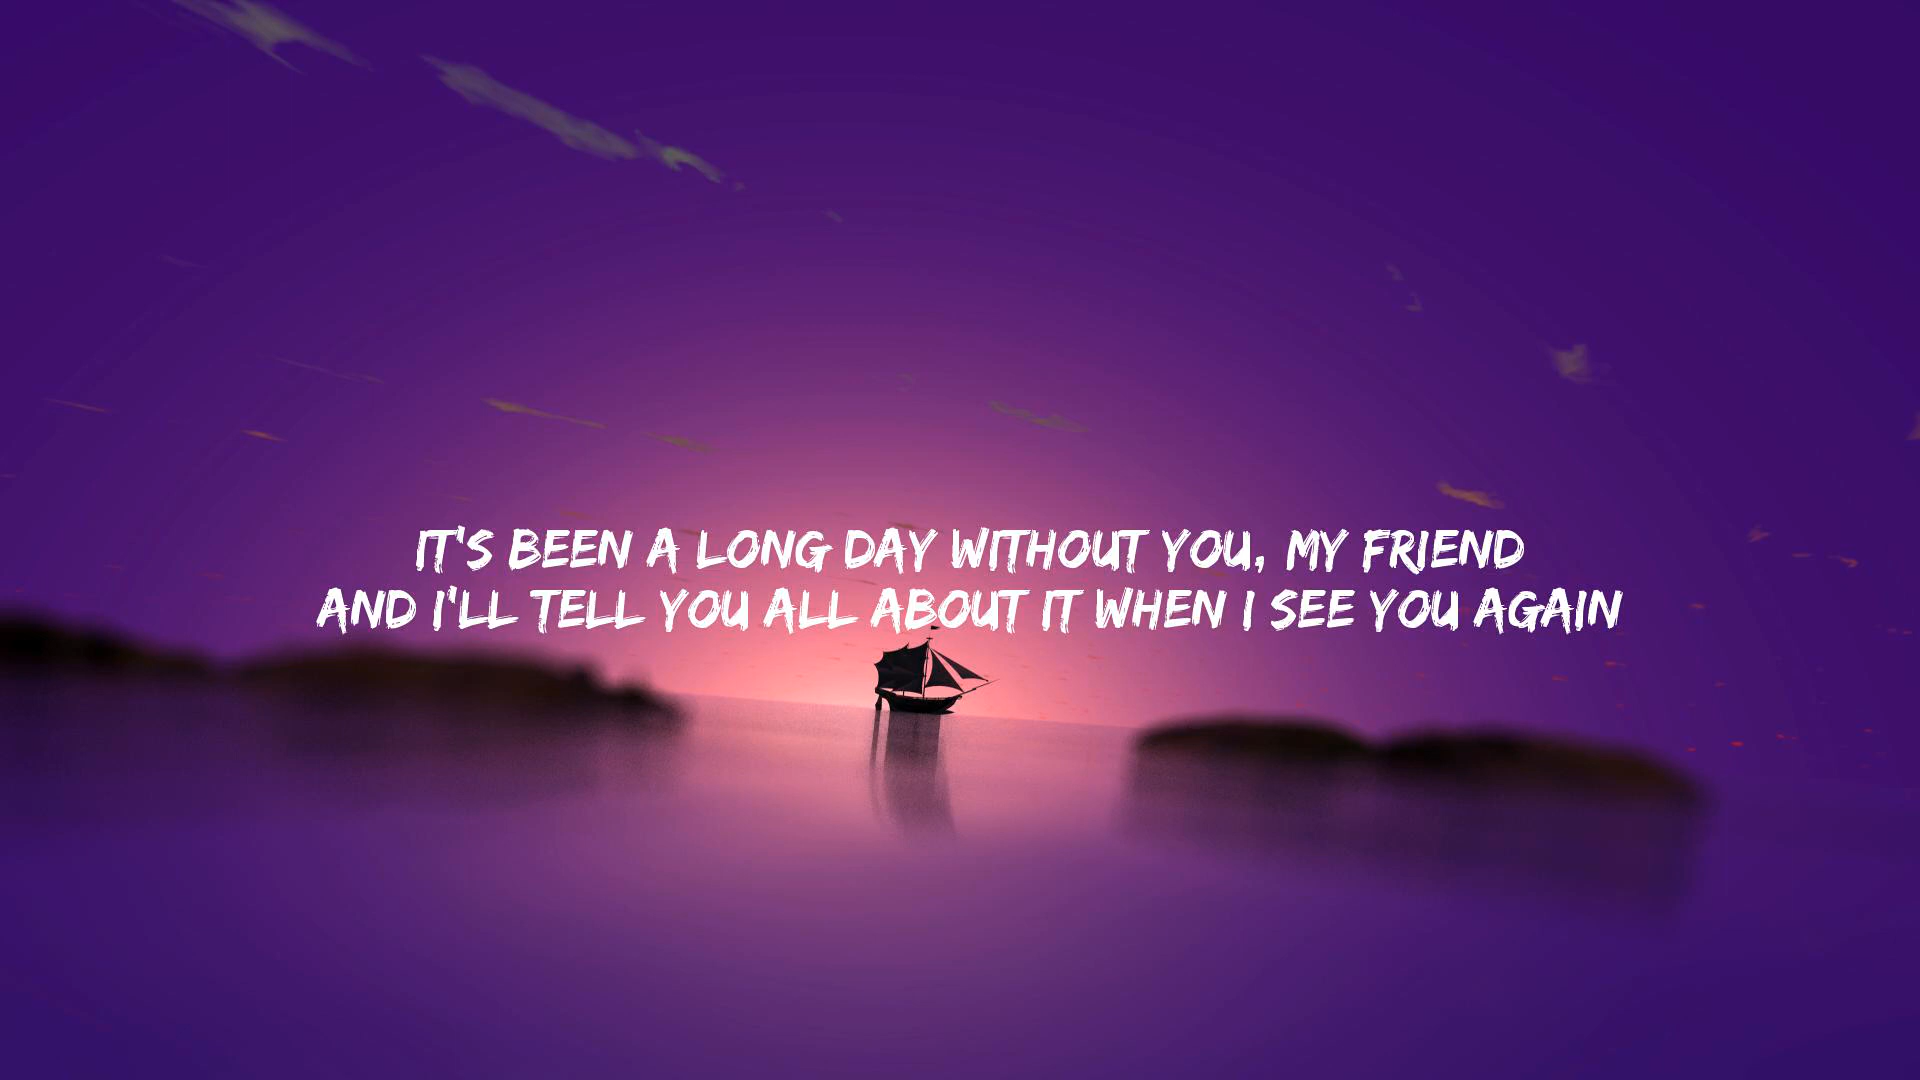 IT'S BEEN A LONG DAY WITHOUT YOU, MY FRIEND
AND I'LL TELL YOU ALL ABOUT IT WHEN I SEE YOU AGAIN